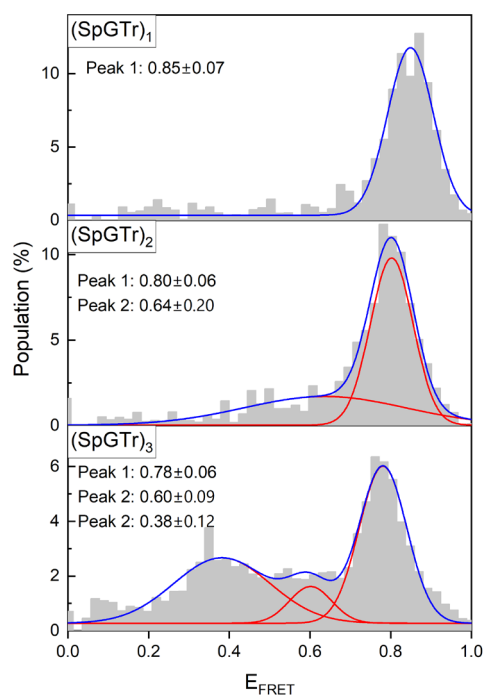 (SpGTr)1
Peak 1: 0.85±0.07
10
5
0
(SpGTr)2
Peak 1: 0.80±0.06
Peak 2: 0.64±0.20
10
5
0
Population (%)
(SpGTr)3
Peak 1: 0.78±0.06
Peak 2: 0.60±0.09
Peak 2: 0.38±0.12
6
4
2
0
0.0 0.2 0.4 0.6 0.8 1.0
EFRET